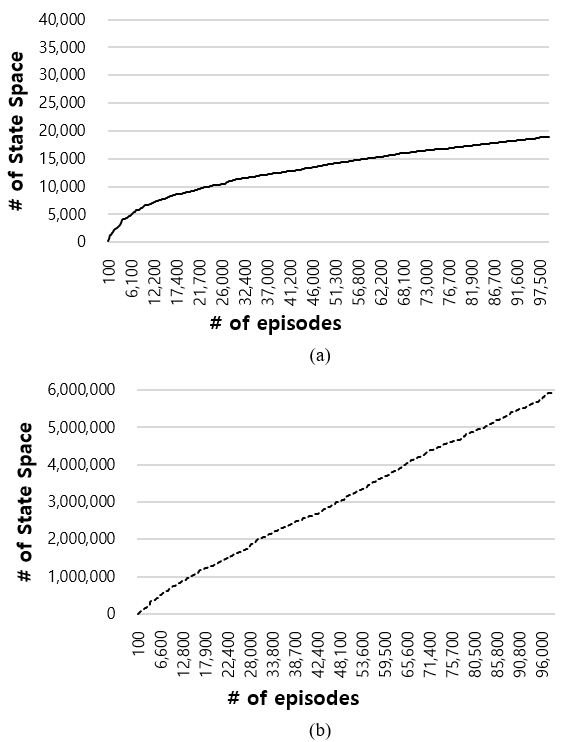 40,000
35,000
30,000
25,000
20,000
15,000
10,000
5,000
0
# of State Space
100 6,100 12,200 17,400 21,700 26,000 32,400 37,000 41,200 46,000 51,300 56,800 62,200 68,100 73,000 76,700 81,900 86,700 91,600 97,500
# of episodes
(a)
6,000,000
5,000,000
4,000,000
3,000,000
2,000,000
1,000,000
0
# of State Space
100 6,600 12,800 17,900 22,400 28,000 33,800 38,700 42,400 48,100 53,600 59,500 65,600 71,400 75,700 80,500 85,800 90,800 96,000
# of episodes
(b)